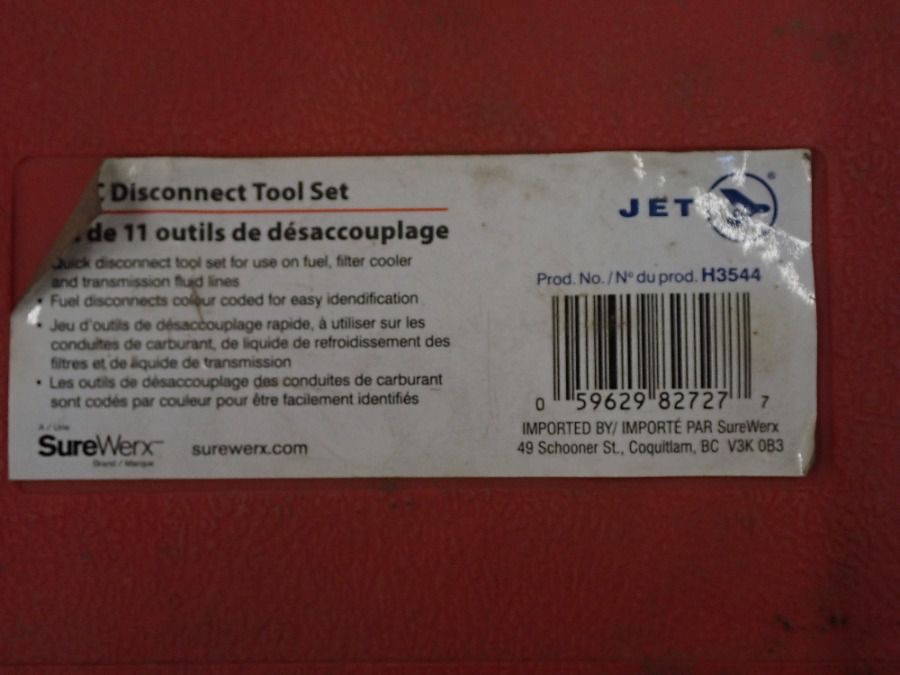 Disconnect Tool Set
de 11 outils de désaccouplage
Quick disconnect tool set for use on fuel, filter cooler
and transmission fluid lines
• Fuel disconnects colour coded for easy idendification
• Jeu d'outils de désaccouplage rapide, à utiliser sur les
conduites de carburant, de liquide de refroidissement des
filtres et de liquide de transmission
• Les outils de désaccouplage des conduites de carburant
sont codés par couleur pour être facilement identifiés
A / Une
SureWerx™
Brand / Marque
surewerx.com
JET ®
Prod. No. / N° du prod. H3544
0 59629 82727 7
IMPORTED BY/ IMPORTÉ PAR SureWerx
49 Schooner St., Coquitlam, BC V3K 0B3